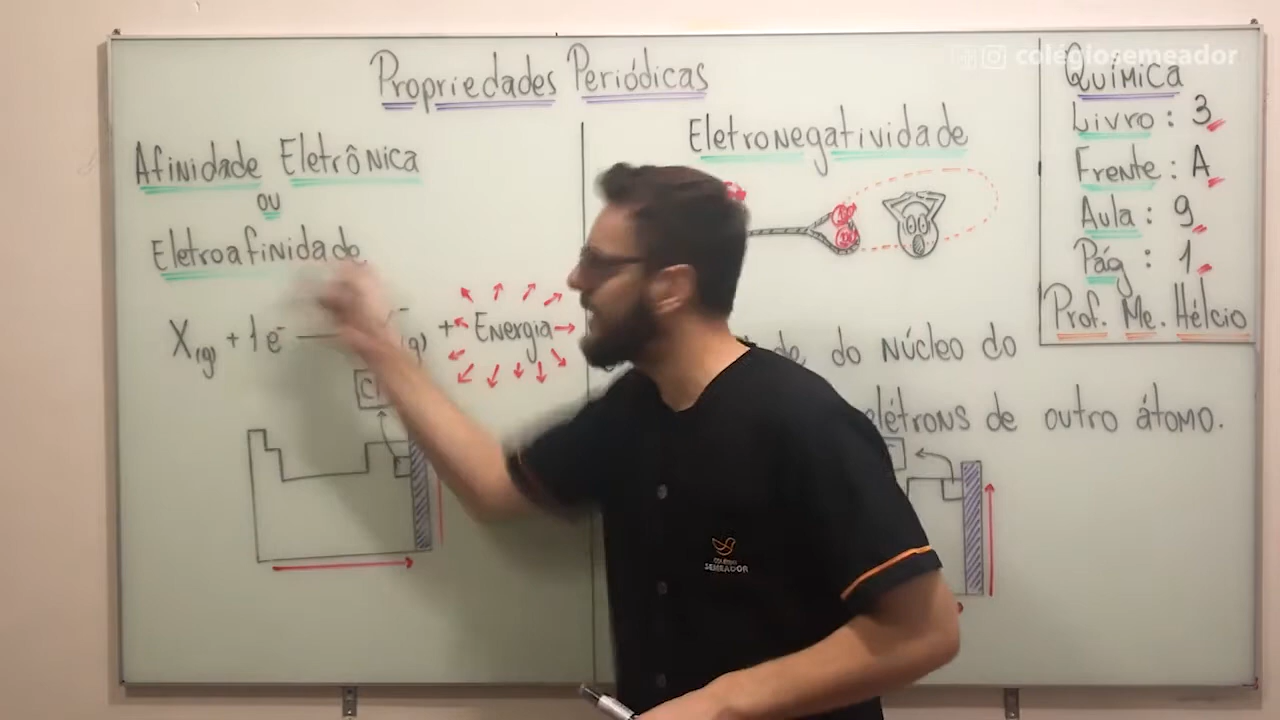 colégiosemeador
Propriedades Periódicas
Afinidade Eletrônica
ou
Eletroafinidade
X(g) + 1e⁻ (g) + Energia
Eletronegatividade
do núcleo do
elétrons de outro átomo.
Química
Livro: 3
Frente: A
Aula: 9
Pág: 1
Prof. Me. Hélcio
COLÉGIO
SEMEADOR